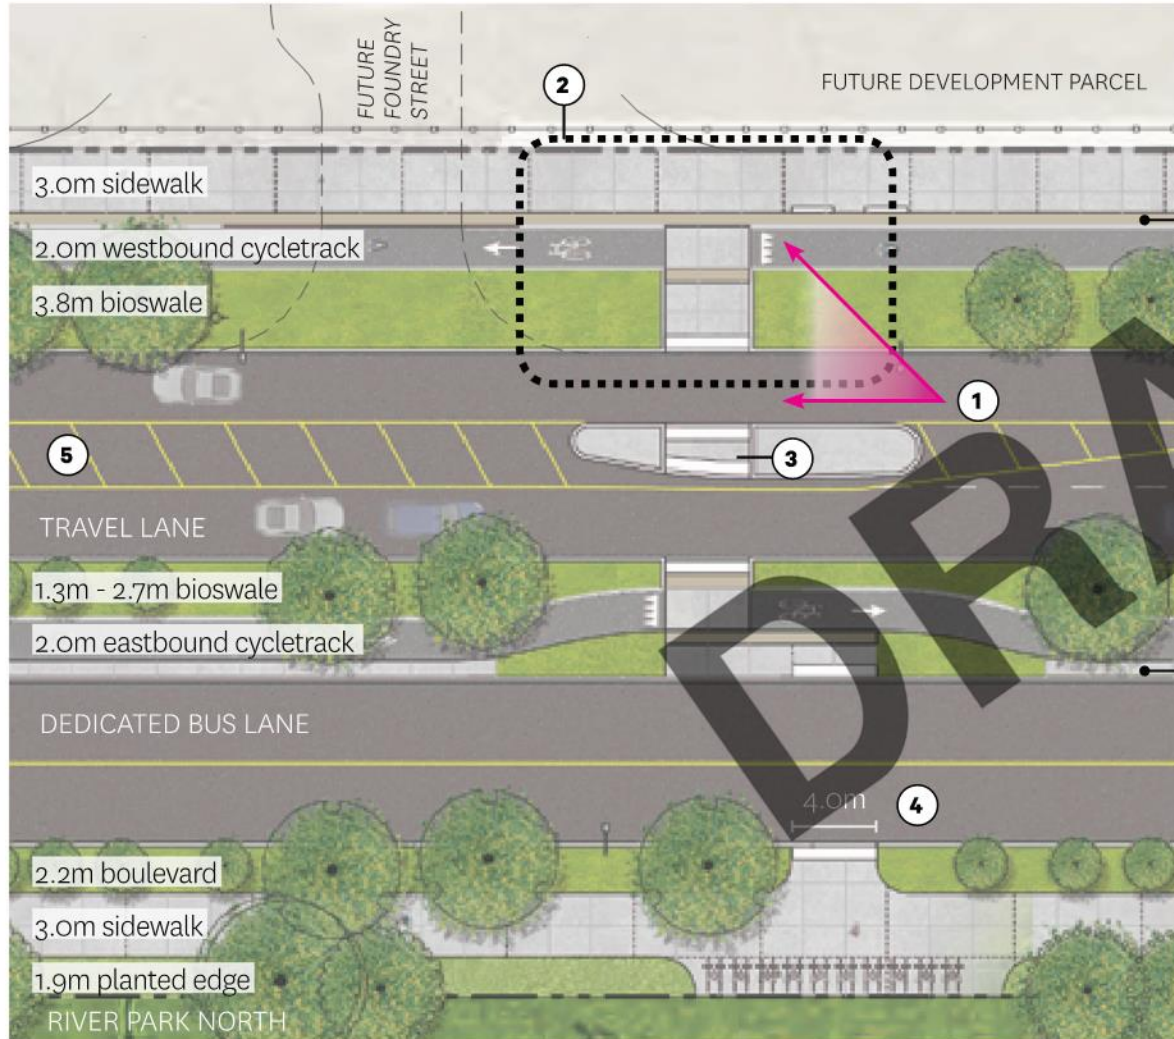 FUTURE
FOUNDRY
STREET
2
FUTURE DEVELOPMENT PARCEL
3.0m sidewalk
2.0m westbound cycletrack
3.8m bioswale
1
5
3
TRAVEL LANE
1.3m - 2.7m bioswale
2.0m eastbound cycletrack
DRA
DEDICATED BUS LANE
4.0m
4
2.2m boulevard
3.0m sidewalk
1.9m planted edge
RIVER PARK NORTH